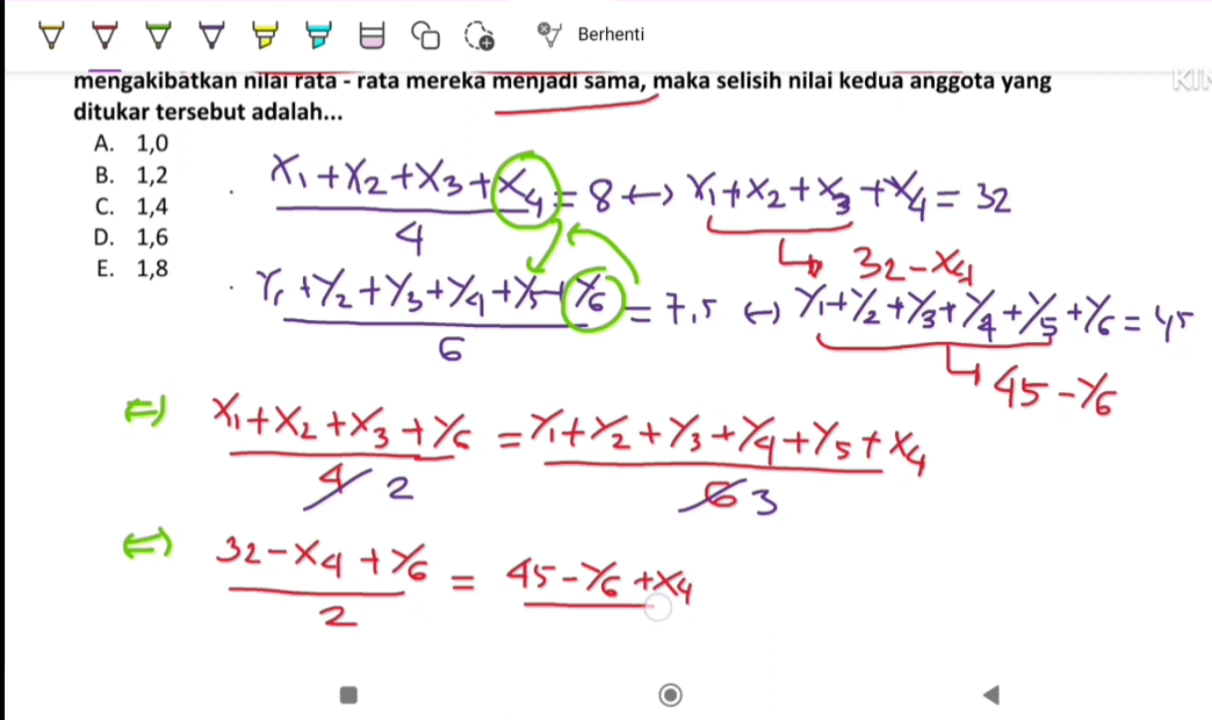 Berhenti
mengakibatkan nilai rata - rata mereka menjadi sama, maka selisih nilai kedua anggota yang
ditukar tersebut adalah...
A. 1,0
B. 1,2
C. 1,4
D. 1,6
E. 1,8
X₁+X₂+X₃+X₄ = 8 ↔ X₁+X₂+X₃+X₄ = 32
4
↳ 32-X₄
Y₁+Y₂+Y₃+Y₄+Y₅+Y₆ = 7,5 ↔ Y₁+Y₂+Y₃+Y₄+Y₅+Y₆ = 45
6
↳ 45-Y₆
X₁+X₂+X₃+Y₆ = Y₁+Y₂+Y₃+Y₄+Y₅+X₄
4 2 6 3
32-X₄+Y₆ = 45-Y₆+X₄
2